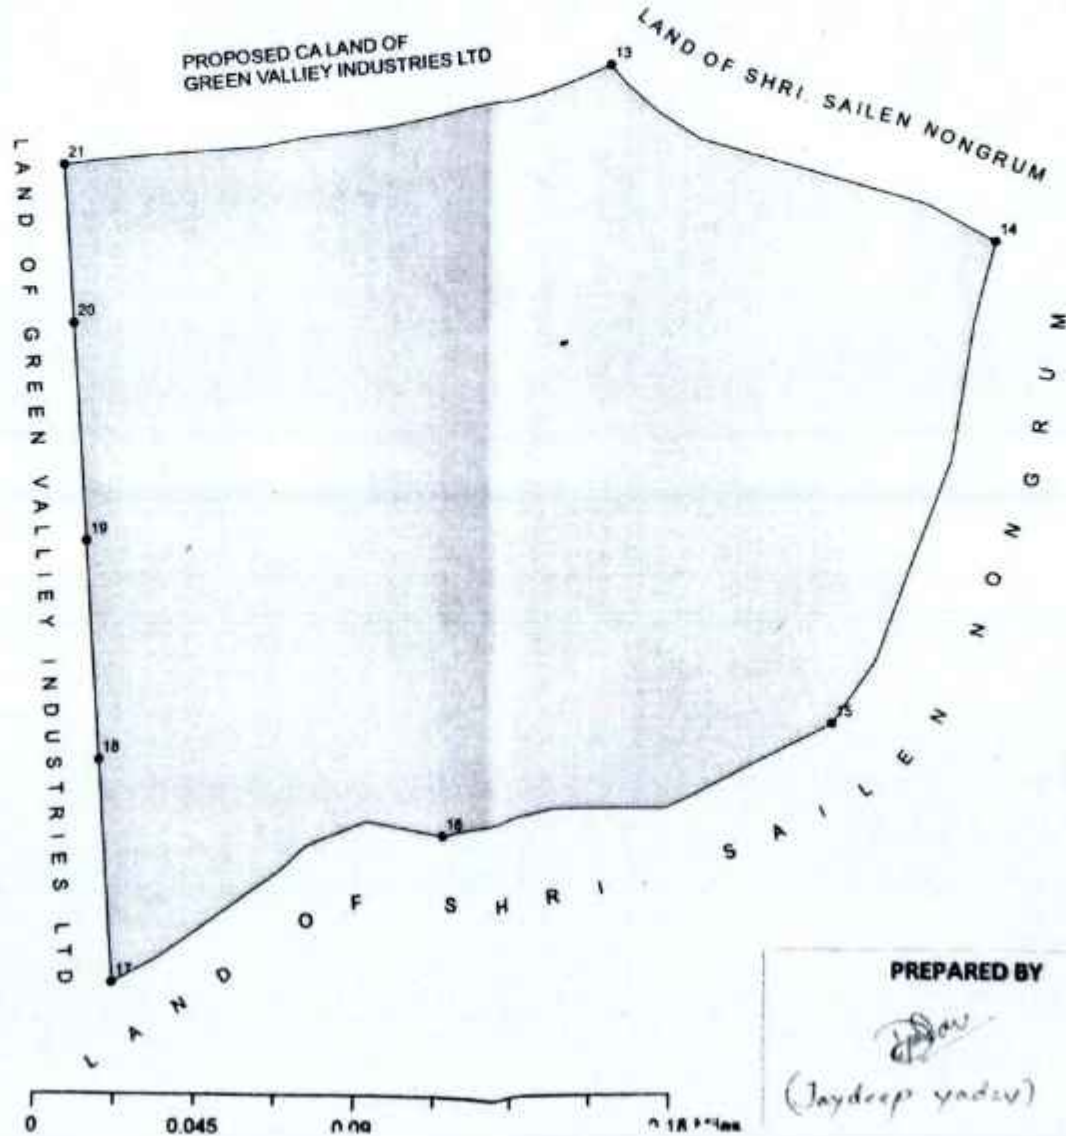 PROPOSED CA LAND OF
GREEN VALLIEY INDUSTRIES LTD
13
LAND OF SHRI. SAILEN NONGRUM
21
14
LAND OF GREEN VALLIEY INDUSTRIES LTD
20
19
18
15
16
17
LAND OF SHRI SAILEN NONGRUM
PREPARED BY
(Jaydeep yadav)
0 0.045 0.09 0.18